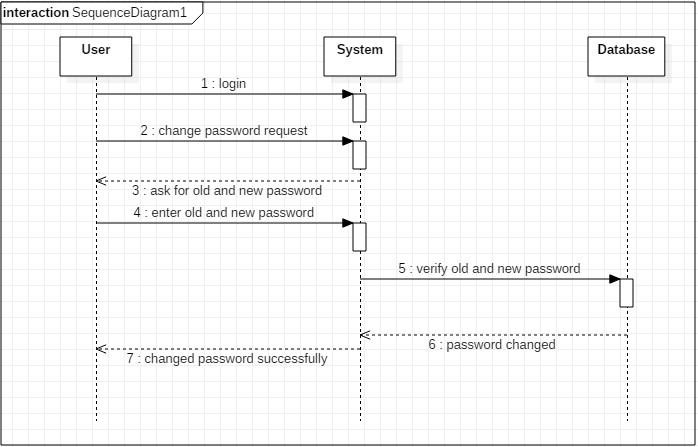 interaction SequenceDiagram1
User
System
Database
1 : login
2 : change password request
3 : ask for old and new password
4 : enter old and new password
5 : verify old and new password
6 : password changed
7 : changed password successfully